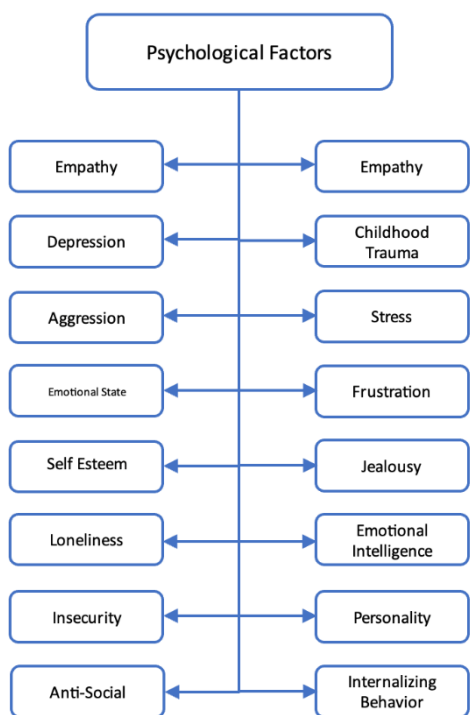 Psychological Factors
Empathy
Empathy
Depression
Childhood
Trauma
Aggression
Stress
Emotional State
Frustration
Self Esteem
Jealousy
Loneliness
Emotional
Intelligence
Insecurity
Personality
Anti-Social
Internalizing
Behavior